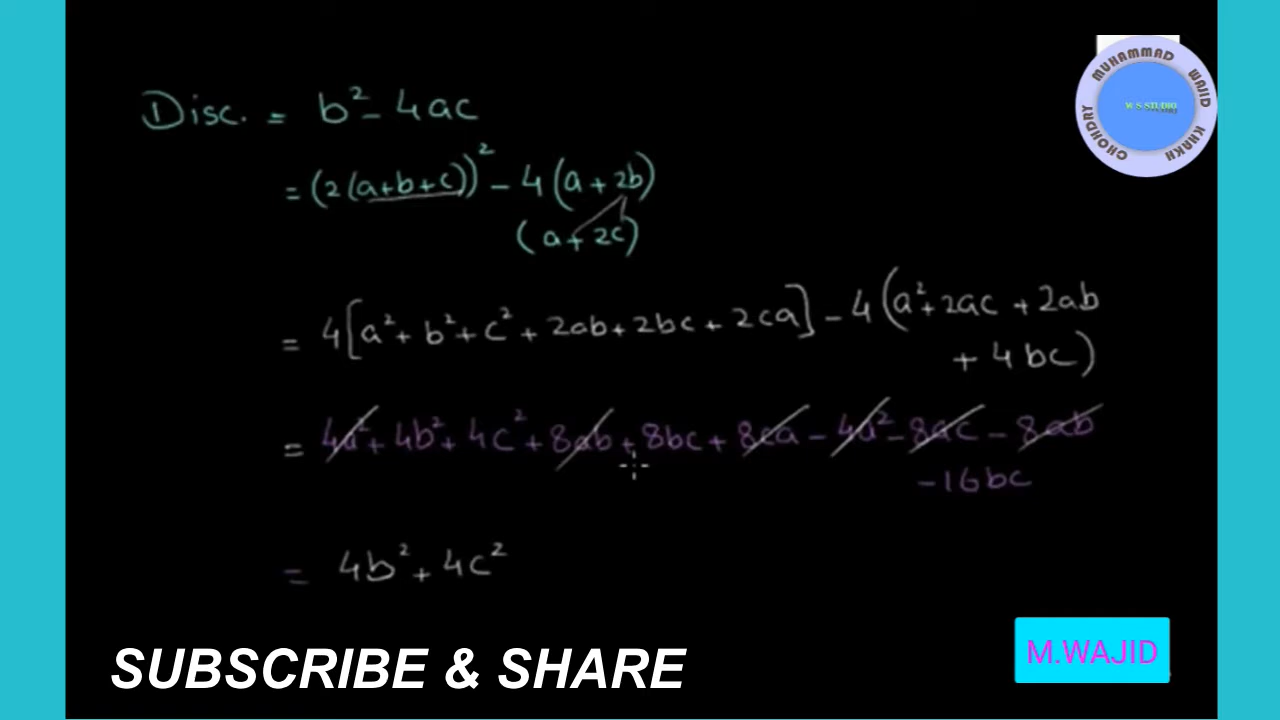 MUHAMMAD WAJID KHAKH CHOHDRY
M S STUDIO
Disc. = b² - 4ac
= (2(a+b+c))² - 4(a+2b)
(a+2c)
= 4[a² + b² + c² + 2ab + 2bc + 2ca] - 4(a² + 2ac + 2ab
+ 4bc)
= 4a² + 4b² + 4c² + 8ab + 8bc + 8ca - 4a² - 8ac - 8ab
-16bc
= 4b² + 4c²
SUBSCRIBE & SHARE
M.WAJID